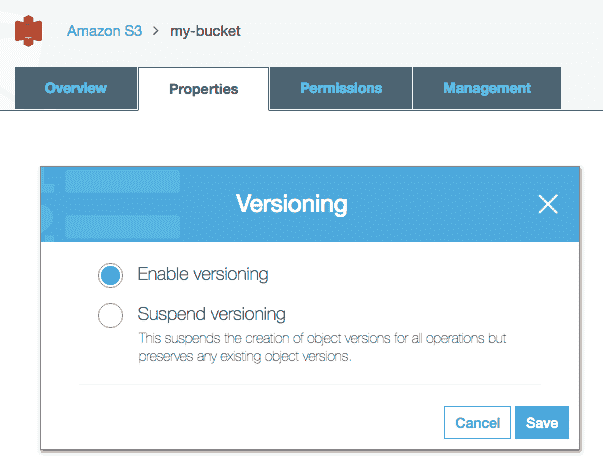 Amazon S3 > my-bucket
Overview Properties Permissions Management
Versioning
Enable versioning
Suspend versioning
This suspends the creation of object versions for all operations but
preserves any existing object versions.
Cancel Save